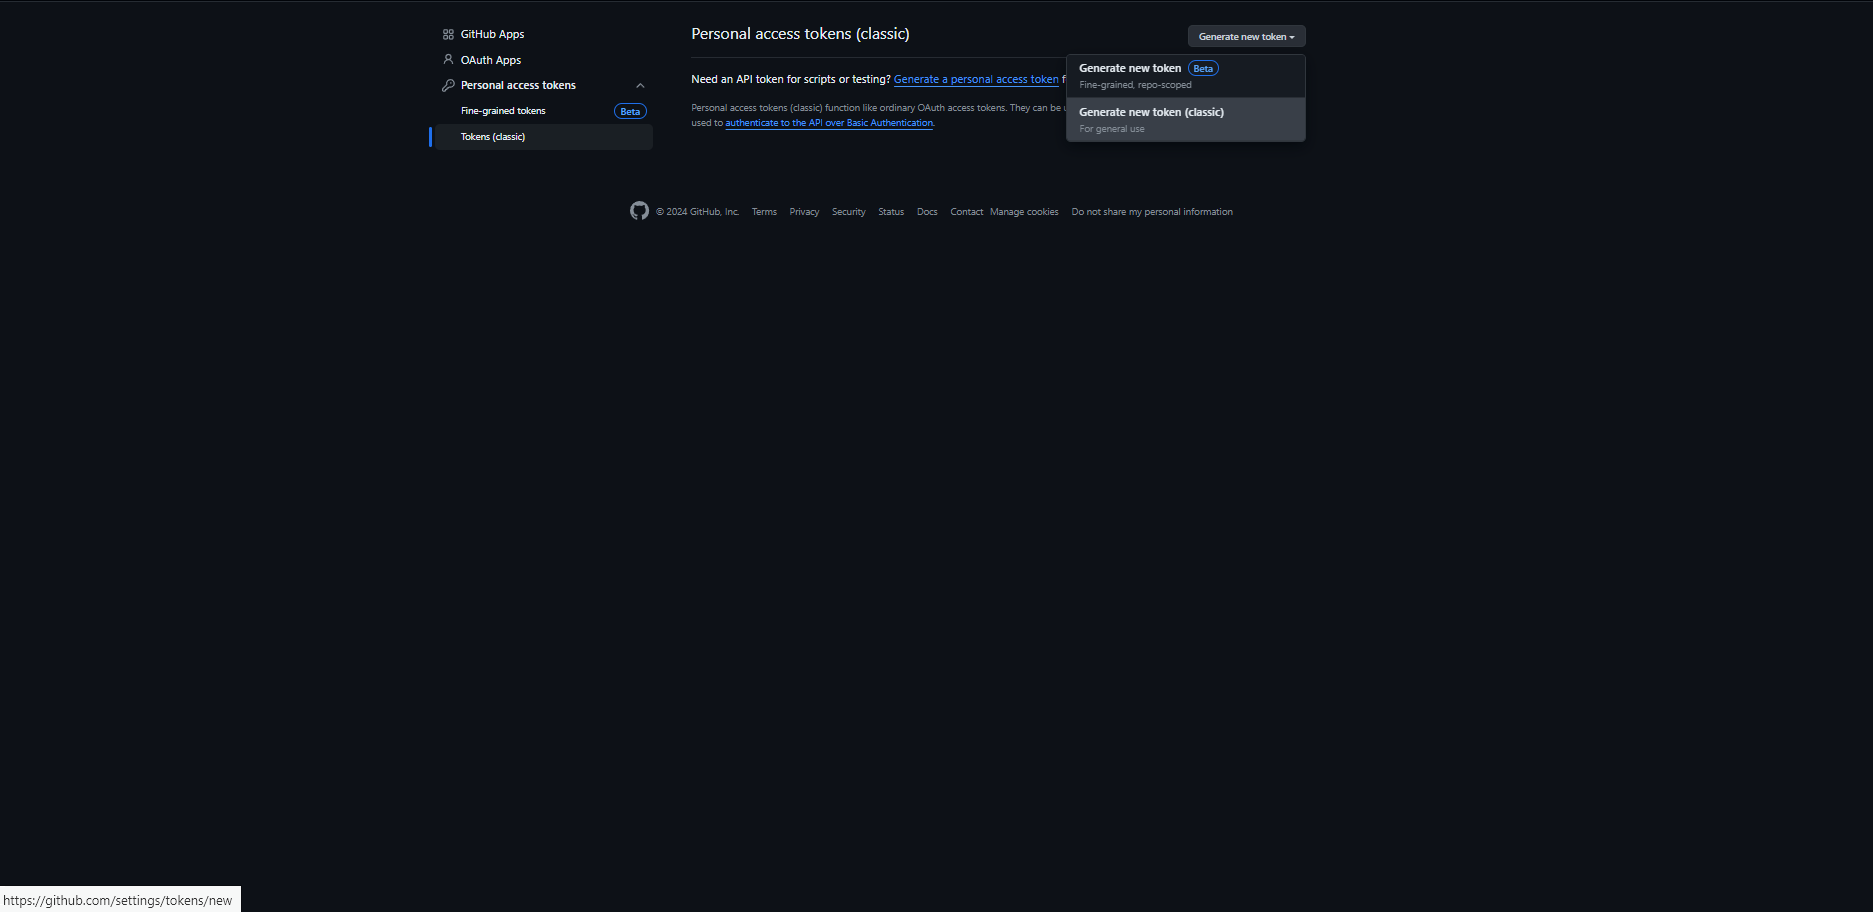 GitHub Apps
OAuth Apps
Personal access tokens
Fine-grained tokens Beta
Tokens (classic)
Personal access tokens (classic)
Generate new token
Need an API token for scripts or testing? Generate a personal access token f
Personal access tokens (classic) function like ordinary OAuth access tokens. They can be
used to authenticate to the API over Basic Authentication.
Generate new token Beta
Fine-grained, repo-scoped
Generate new token (classic)
For general use
© 2024 GitHub, Inc. Terms Privacy Security Status Docs Contact Manage cookies Do not share my personal information
https://github.com/settings/tokens/new